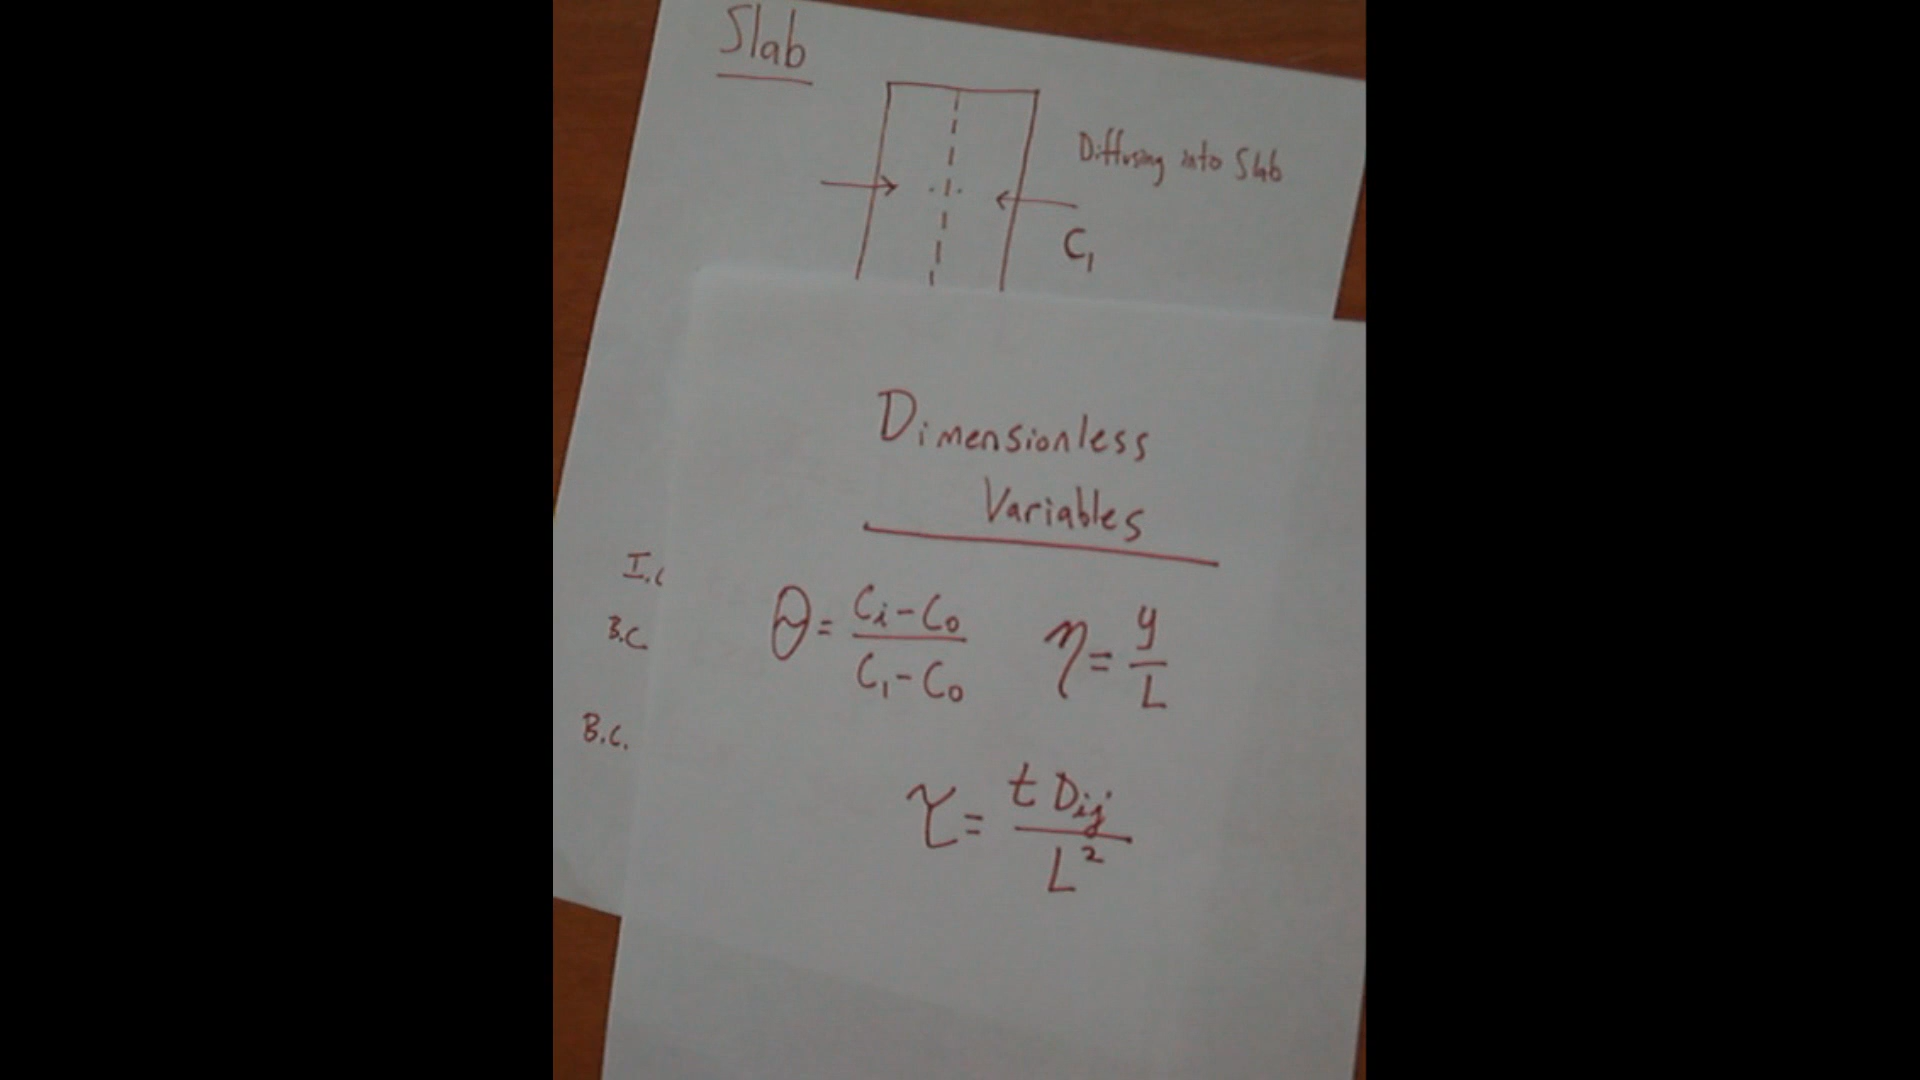 Slab
Diffusing into Slab
C₁
Dimensionless
Variables
I.C
B.C.
B.C.
θ = (Ci - C₀) / (C₁ - C₀)
η = y / L
τ = t Dij / L²